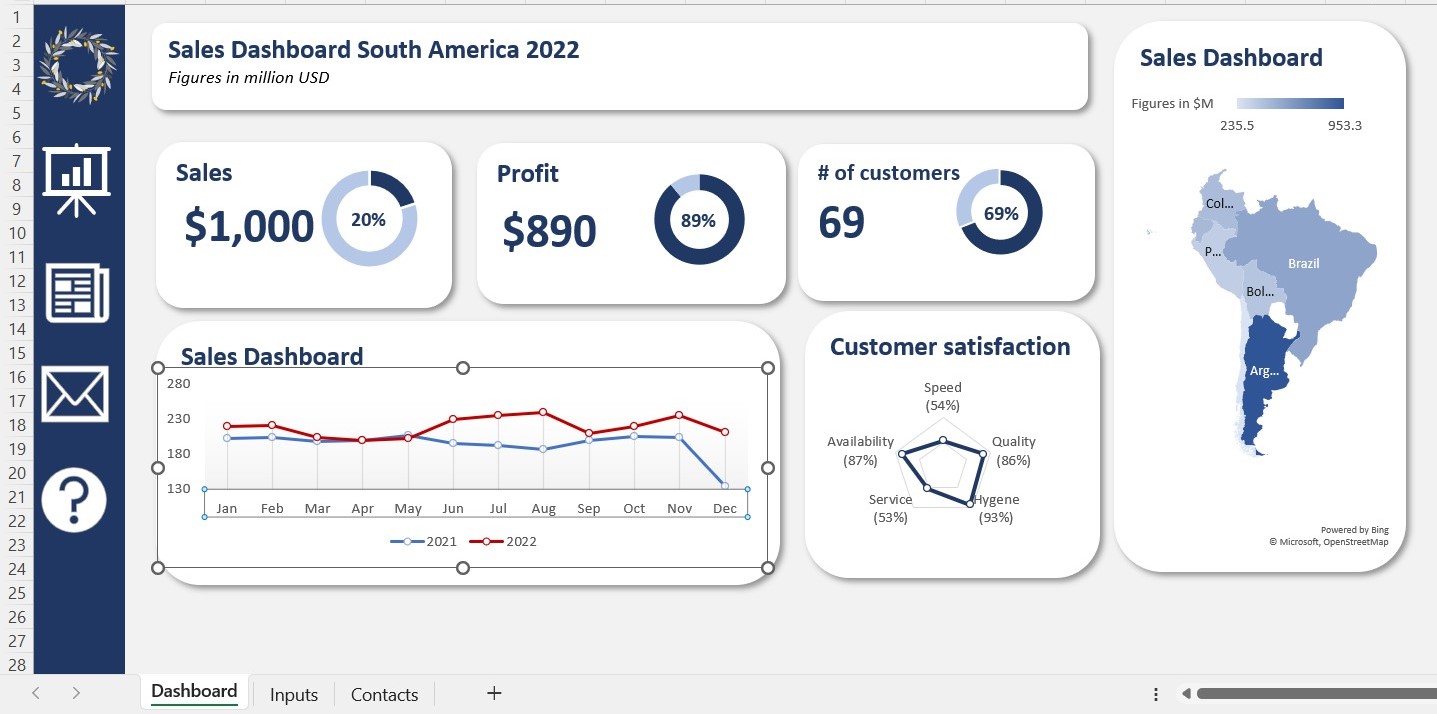 1
2
3
4
5
6
7
8
9
10
11
12
13
14
15
16
17
18
19
20
21
22
23
24
25
26
27
28
Sales Dashboard South America 2022
Figures in million USD
Sales
$1,000
20%
Profit
$890
89%
# of customers
69
69%
Sales Dashboard
280
230
180
130
Jan Feb Mar Apr May Jun Jul Aug Sep Oct Nov Dec
2021 2022
Customer satisfaction
Speed
(54%)
Quality
(86%)
Hygene
(93%)
Service
(53%)
Availability
(87%)
Sales Dashboard
Figures in $M
235.5 953.3
Col...
P...
Brazil
Bol...
Arg...
Powered by Bing
© Microsoft, OpenStreetMap
Dashboard Inputs Contacts